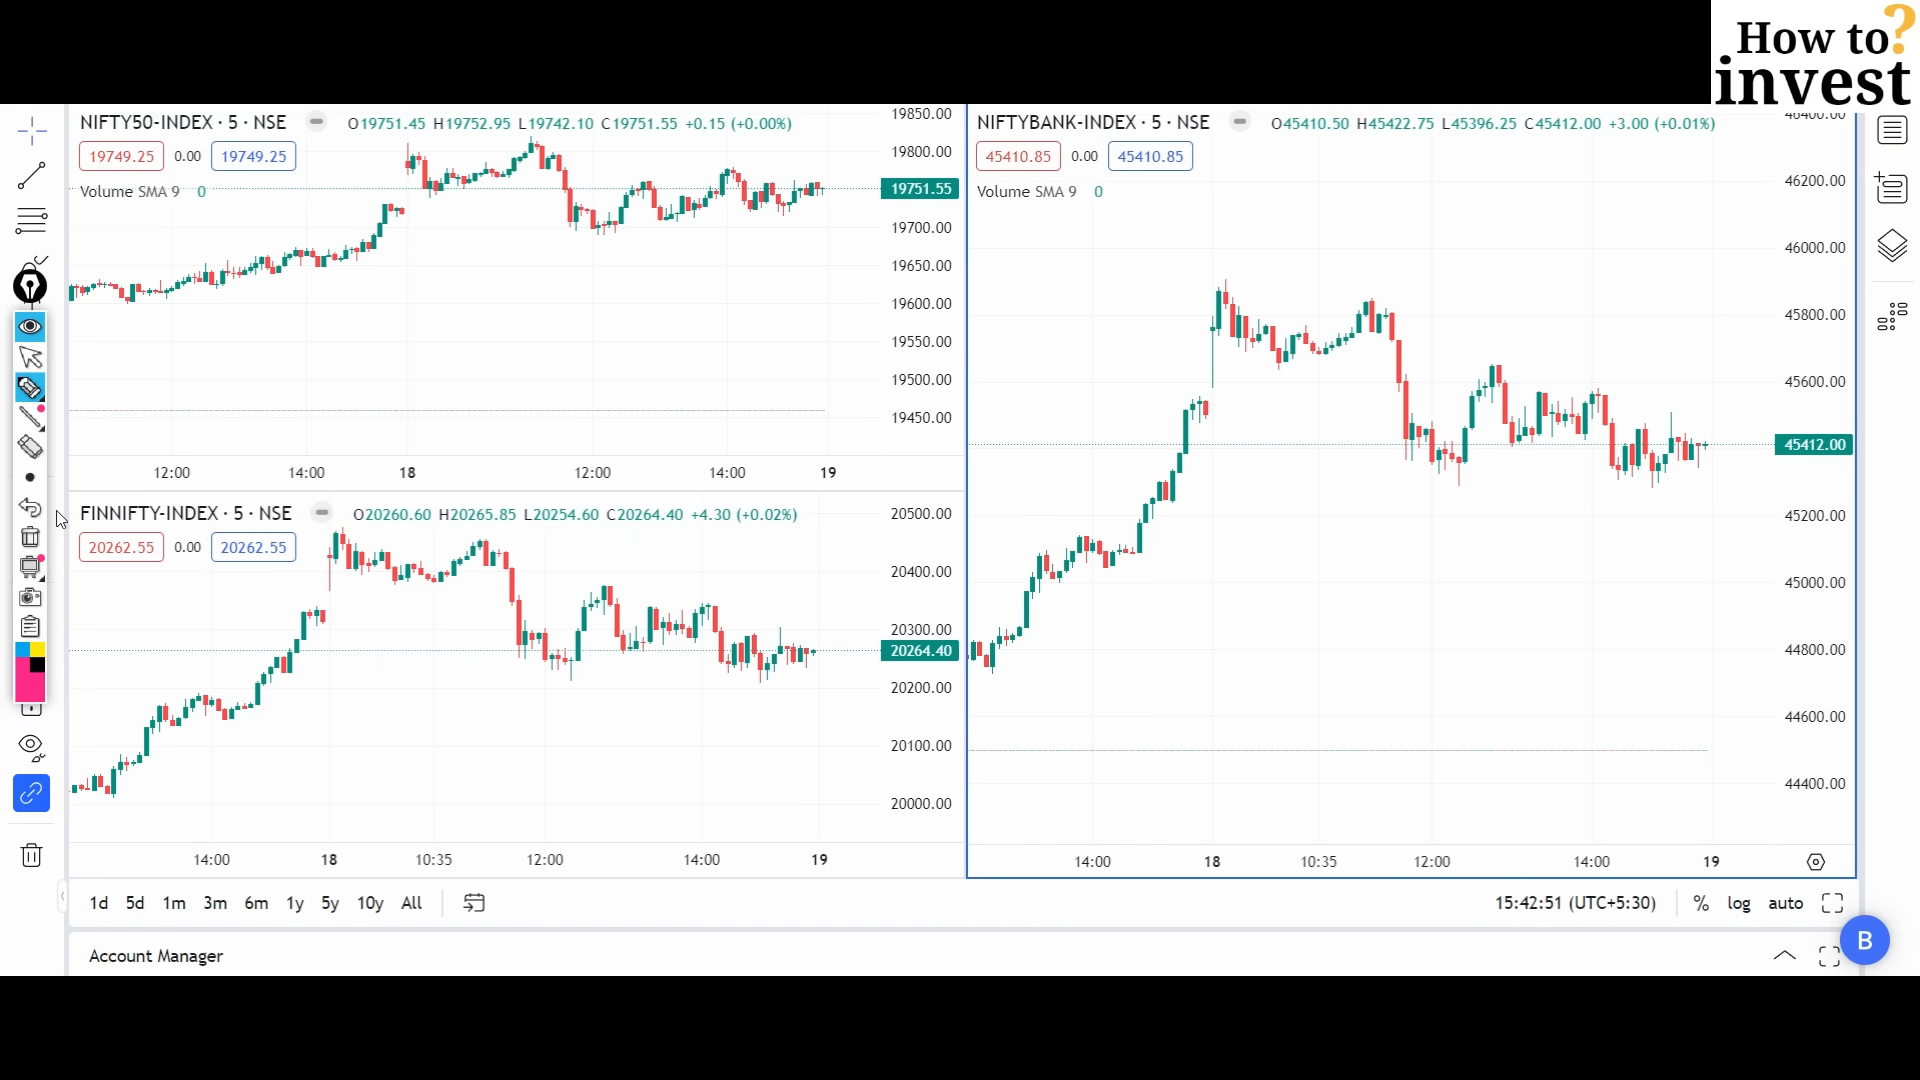 How to?
invest
NIFTY50-INDEX · 5 · NSE
O19751.45 H19752.95 L19742.10 C19751.55 +0.15 (+0.00%)
19749.25 0.00 19749.25
Volume SMA 9 0
19850.00
19800.00
19751.55
19700.00
19650.00
19600.00
19550.00
19500.00
19450.00
12:00 14:00 18 12:00 14:00 19
FINNIFTY-INDEX · 5 · NSE
O20260.60 H20265.85 L20254.60 C20264.40 +4.30 (+0.02%)
20262.55 0.00 20262.55
20500.00
20400.00
20300.00
20264.40
20200.00
20100.00
20000.00
14:00 18 10:35 12:00 14:00 19
NIFTYBANK-INDEX · 5 · NSE
O45410.50 H45422.75 L45396.25 C45412.00 +3.00 (+0.01%)
45410.85 0.00 45410.85
Volume SMA 9 0
46400.00
46200.00
46000.00
45800.00
45600.00
45412.00
45200.00
45000.00
44800.00
44600.00
44400.00
14:00 18 10:35 12:00 14:00 19
1d 5d 1m 3m 6m 1y 5y 10y All
15:42:51 (UTC+5:30) % log auto
Account Manager
B